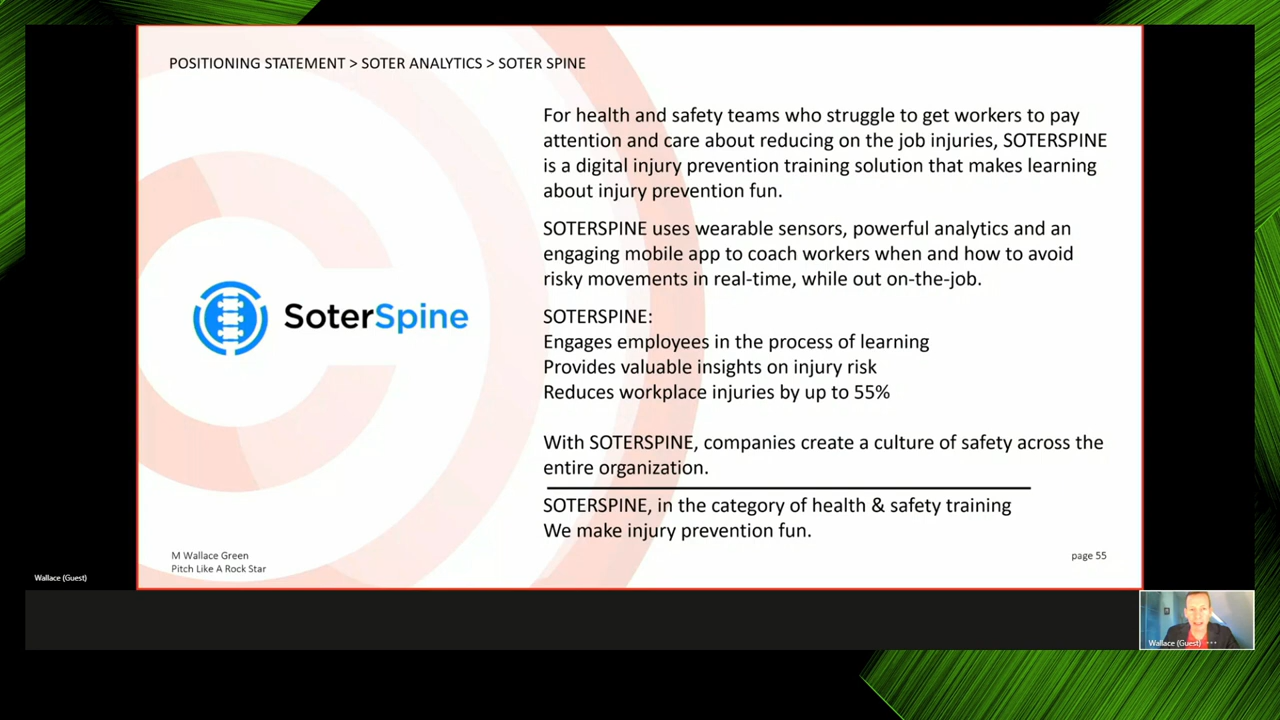 POSITIONING STATEMENT > SOTER ANALYTICS > SOTER SPINE
For health and safety teams who struggle to get workers to pay
attention and care about reducing on the job injuries, SOTERSPINE
is a digital injury prevention training solution that makes learning
about injury prevention fun.
SOTERSPINE uses wearable sensors, powerful analytics and an
engaging mobile app to coach workers when and how to avoid
risky movements in real-time, while out on-the-job.
SoterSpine
SOTERSPINE:
Engages employees in the process of learning
Provides valuable insights on injury risk
Reduces workplace injuries by up to 55%
With SOTERSPINE, companies create a culture of safety across the
entire organization.
SOTERSPINE, in the category of health & safety training
We make injury prevention fun.
M Wallace Green
Pitch Like A Rock Star
page 55
Wallace (Guest)
Wallace (Guest)